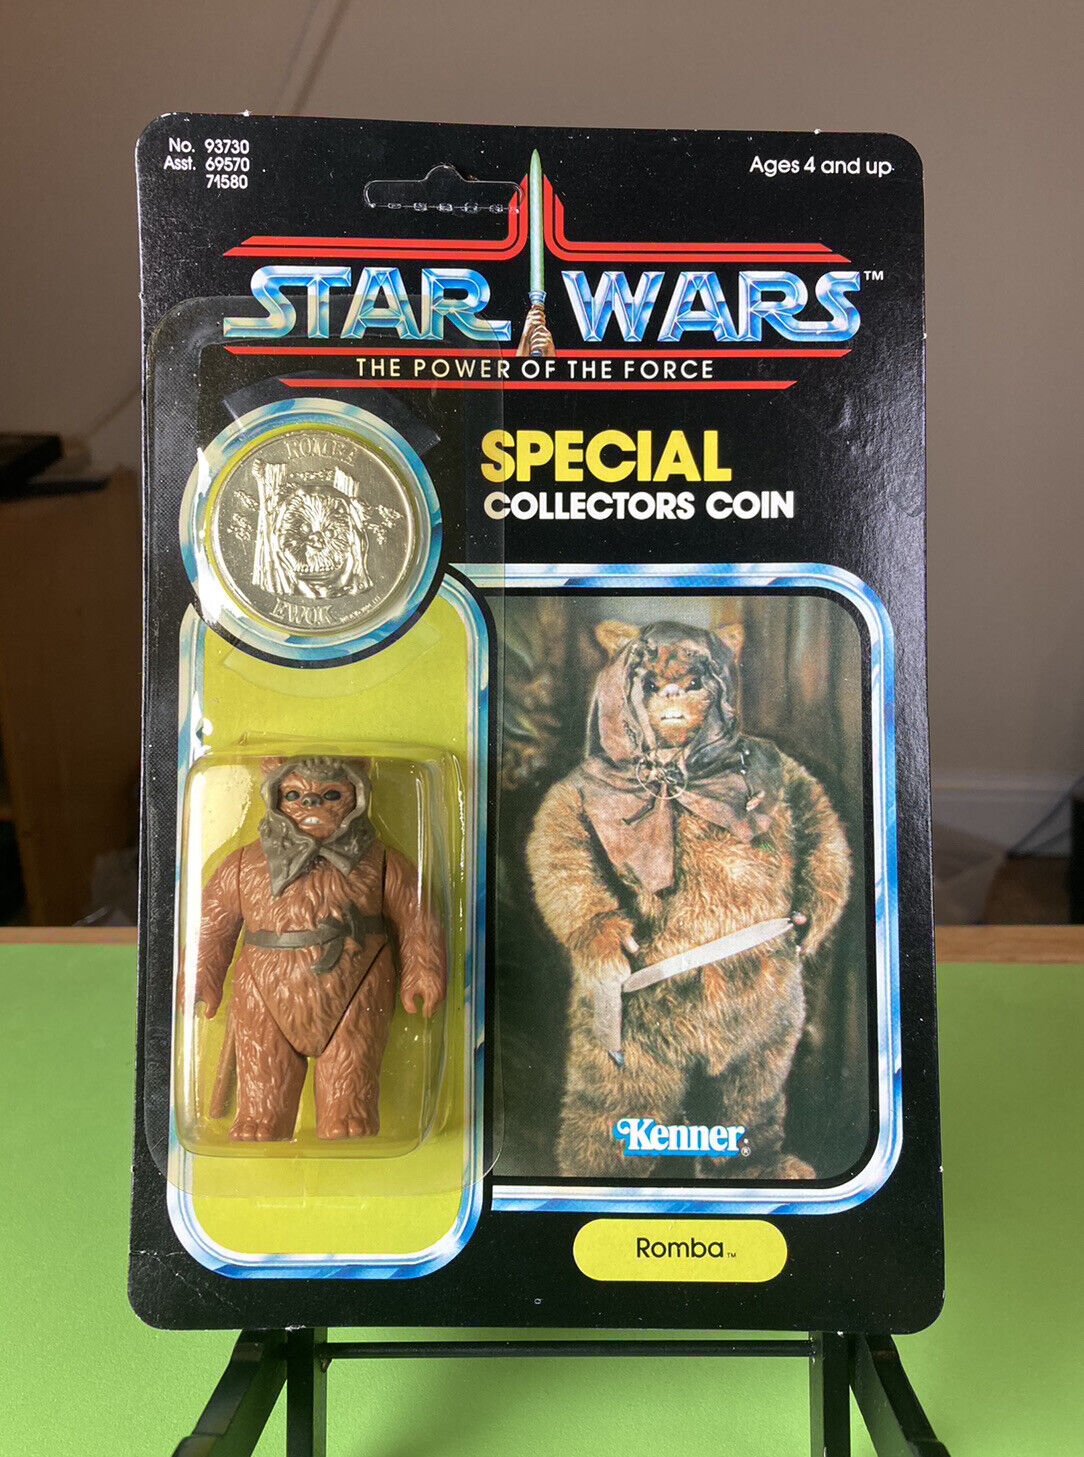 No. 93730
Asst. 69570
71580
Ages 4 and up
STAR WARS™
THE POWER OF THE FORCE
SPECIAL
COLLECTORS COIN
ROMBA
EWOK
Kenner®
Romba™